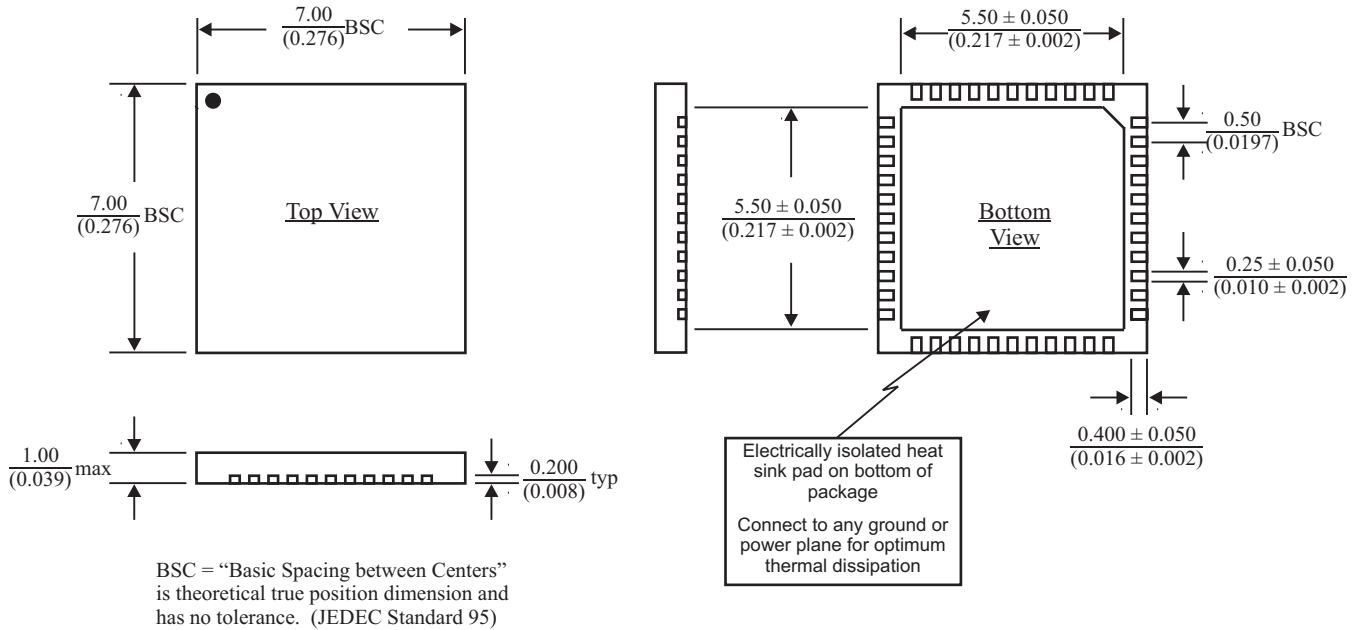 7.00
(0.276) BSC
7.00
(0.276) BSC
Top View
1.00
(0.039) max
0.200
(0.008) typ
BSC = “Basic Spacing between Centers”
is theoretical true position dimension and
has no tolerance. (JEDEC Standard 95)
5.50 ± 0.050
(0.217 ± 0.002)
5.50 ± 0.050
(0.217 ± 0.002)
Bottom
View
0.50
(0.0197) BSC
0.25 ± 0.050
(0.010 ± 0.002)
0.400 ± 0.050
(0.016 ± 0.002)
Electrically isolated heat
sink pad on bottom of
package
Connect to any ground or
power plane for optimum
thermal dissipation